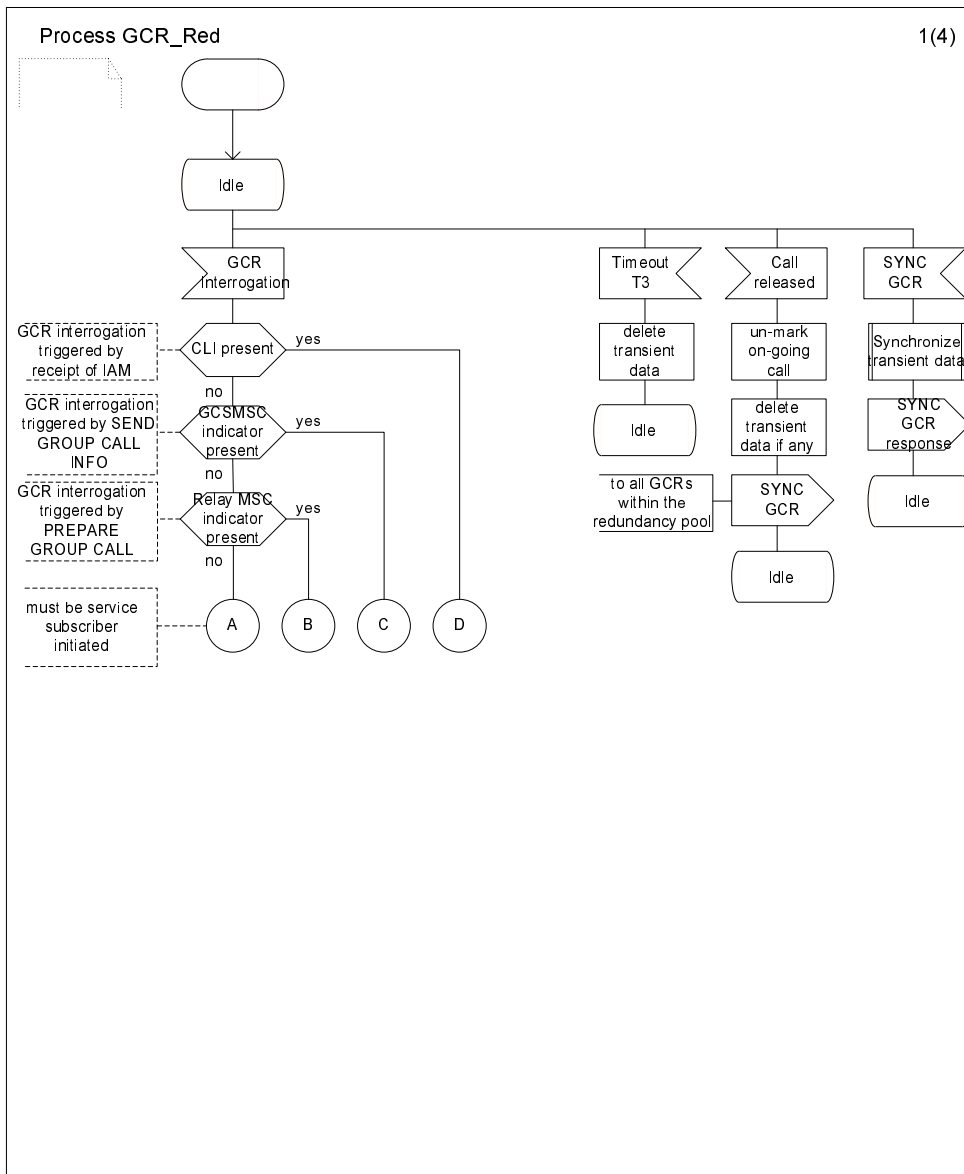 Process GCR_Red
1(4)
Idle
GCR
Interrogation
Timeout
T3
Call
released
SYNC
GCR
GCR interrogation
triggered by
receipt of IAM
CLI present
yes
no
delete
transient
data
un-mark
on-going
call
Synchronize
transient data
GCR interrogation
triggered by SEND
GROUP CALL
INFO
GCSMSC
indicator
present
yes
no
Idle
delete
transient
data if any
SYNC
GCR
response
GCR interrogation
triggered by
PREPARE
GROUP CALL
Relay MSC
indicator
present
yes
no
to all GCRs
within the
redundancy pool
SYNC
GCR
Idle
Idle
must be service
subscriber
initiated
A
B
C
D